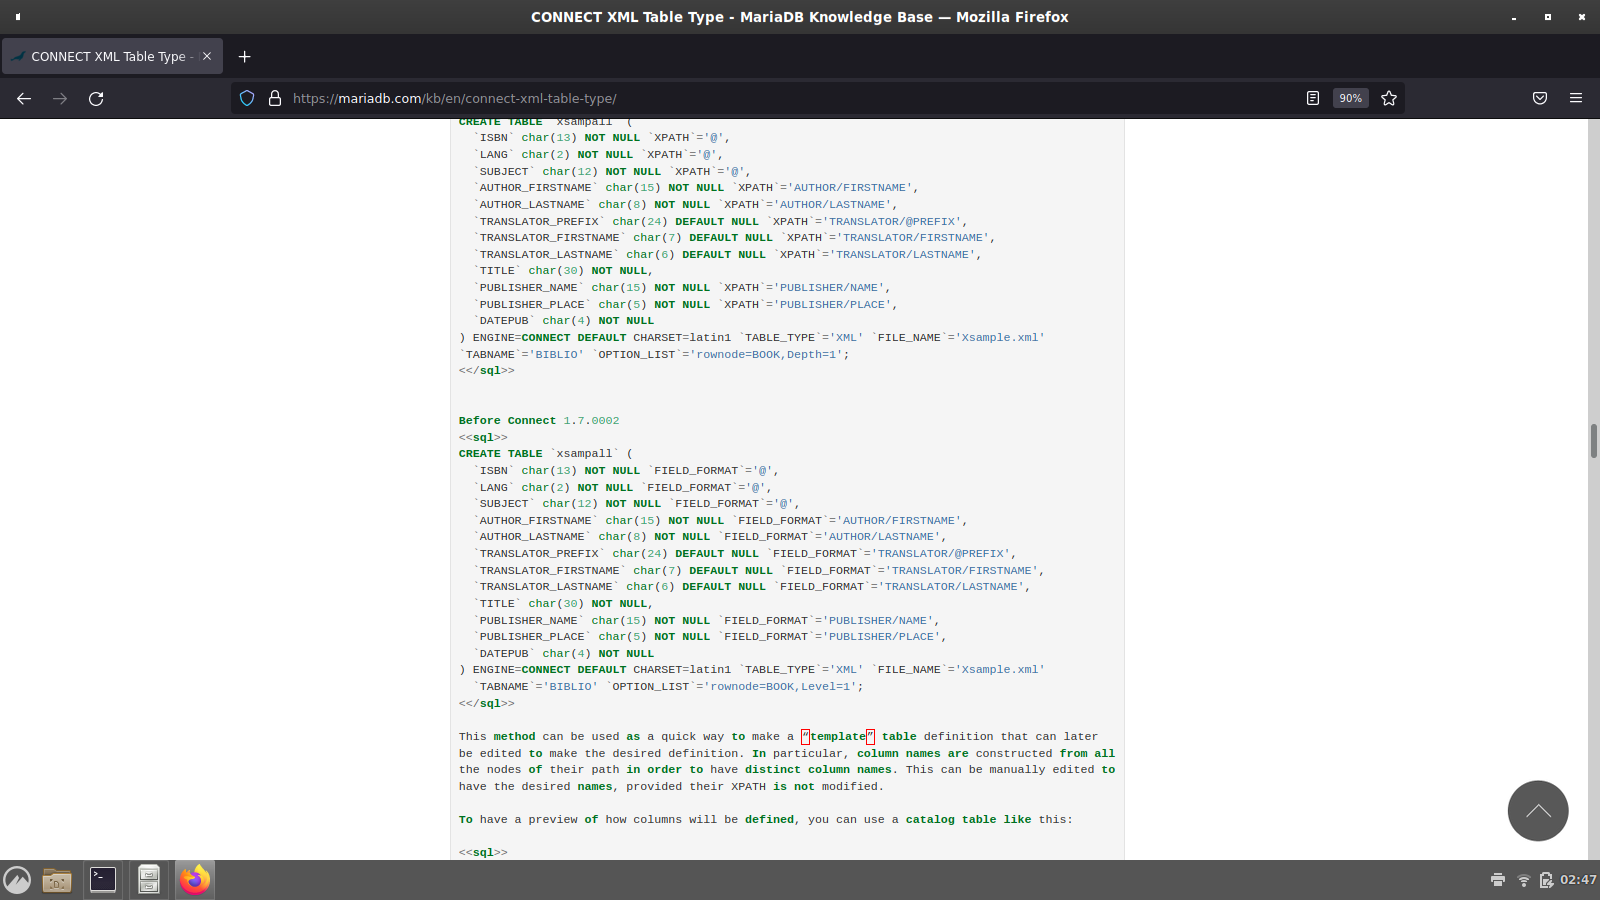 CONNECT XML Table Type - MariaDB Knowledge Base — Mozilla Firefox
CONNECT XML Table Type -
https://mariadb.com/kb/en/connect-xml-table-type/
90%
CREATE TABLE `xsampall` (
`ISBN` char(13) NOT NULL `XPATH`='@',
`LANG` char(2) NOT NULL `XPATH`='@',
`SUBJECT` char(12) NOT NULL `XPATH`='@',
`AUTHOR_FIRSTNAME` char(15) NOT NULL `XPATH`='AUTHOR/FIRSTNAME',
`AUTHOR_LASTNAME` char(8) NOT NULL `XPATH`='AUTHOR/LASTNAME',
`TRANSLATOR_PREFIX` char(24) DEFAULT NULL `XPATH`='TRANSLATOR/@PREFIX',
`TRANSLATOR_FIRSTNAME` char(7) DEFAULT NULL `XPATH`='TRANSLATOR/FIRSTNAME',
`TRANSLATOR_LASTNAME` char(6) DEFAULT NULL `XPATH`='TRANSLATOR/LASTNAME',
`TITLE` char(30) NOT NULL,
`PUBLISHER_NAME` char(15) NOT NULL `XPATH`='PUBLISHER/NAME',
`PUBLISHER_PLACE` char(5) NOT NULL `XPATH`='PUBLISHER/PLACE',
`DATEPUB` char(4) NOT NULL
) ENGINE=CONNECT DEFAULT CHARSET=latin1 `TABLE_TYPE`='XML' `FILE_NAME`='Xsample.xml'
`TABNAME`='BIBLIO' `OPTION_LIST`='rownode=BOOK,Depth=1';
<</sql>>
Before Connect 1.7.0002
<<sql>>
CREATE TABLE `xsampall` (
`ISBN` char(13) NOT NULL `FIELD_FORMAT`='@',
`LANG` char(2) NOT NULL `FIELD_FORMAT`='@',
`SUBJECT` char(12) NOT NULL `FIELD_FORMAT`='@',
`AUTHOR_FIRSTNAME` char(15) NOT NULL `FIELD_FORMAT`='AUTHOR/FIRSTNAME',
`AUTHOR_LASTNAME` char(8) NOT NULL `FIELD_FORMAT`='AUTHOR/LASTNAME',
`TRANSLATOR_PREFIX` char(24) DEFAULT NULL `FIELD_FORMAT`='TRANSLATOR/@PREFIX',
`TRANSLATOR_FIRSTNAME` char(7) DEFAULT NULL `FIELD_FORMAT`='TRANSLATOR/FIRSTNAME',
`TRANSLATOR_LASTNAME` char(6) DEFAULT NULL `FIELD_FORMAT`='TRANSLATOR/LASTNAME',
`TITLE` char(30) NOT NULL,
`PUBLISHER_NAME` char(15) NOT NULL `FIELD_FORMAT`='PUBLISHER/NAME',
`PUBLISHER_PLACE` char(5) NOT NULL `FIELD_FORMAT`='PUBLISHER/PLACE',
`DATEPUB` char(4) NOT NULL
) ENGINE=CONNECT DEFAULT CHARSET=latin1 `TABLE_TYPE`='XML' `FILE_NAME`='Xsample.xml'
`TABNAME`='BIBLIO' `OPTION_LIST`='rownode=BOOK,Level=1';
<</sql>>
This method can be used as a quick way to make a “template” table definition that can later
be edited to make the desired definition. In particular, column names are constructed from all
the nodes of their path in order to have distinct column names. This can be manually edited to
have the desired names, provided their XPATH is not modified.
To have a preview of how columns will be defined, you can use a catalog table like this:
<<sql>>
02:47